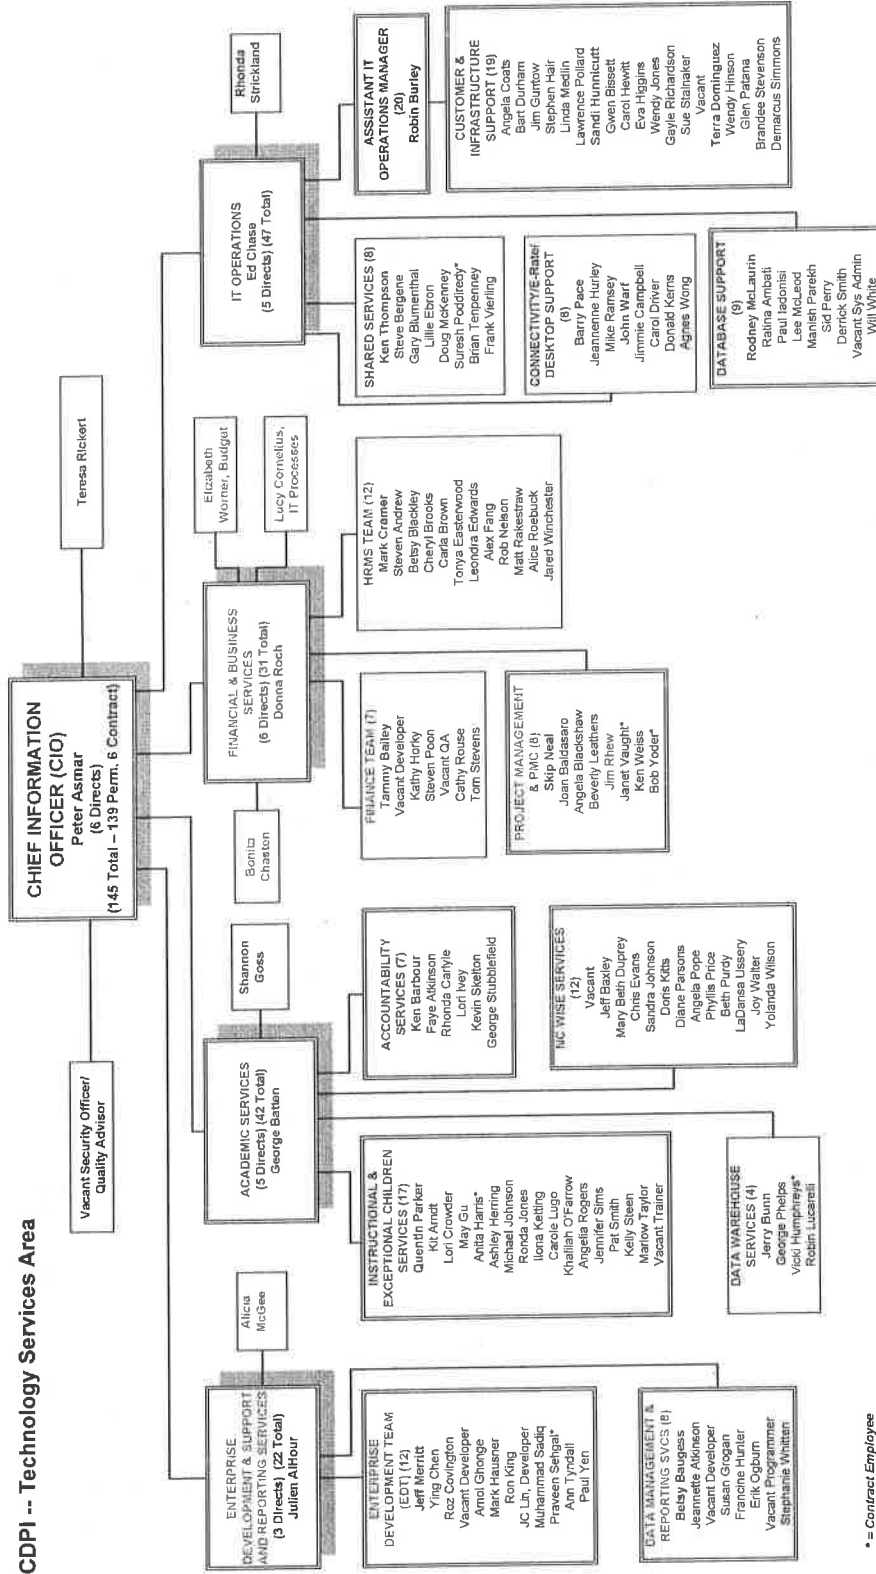 CDPI -- Technology Services Area
CHIEF INFORMATION
OFFICER (CIO)
Peter Asmar
(6 Directs)
(145 Total – 139 Perm, 6 Contract)
Vacant Security Officer/
Quality Advisor
Teresa Rickert
ENTERPRISE
DEVELOPMENT & SUPPORT
AND REPORTING SERVICES
(3 Directs) (22 Total)
Julien AlHour
Alicia
McGee
ENTERPRISE
DEVELOPMENT TEAM
(EDT) (12)
Jeff Merritt
Ying Chen
Roz Covington
Vacant Developer
Amol Ghonge
Mark Hausner
Ron King
JC Lin, Developer
Muhammad Sadiq
Praveen Sehgal*
Ann Tyndall
Paul Yen
DATA MANAGEMENT &
REPORTING SVCS (8)
Betsy Baugess
Jeannette Atkinson
Vacant Developer
Susan Grogan
Francine Hunter
Erik Ogburn
Vacant Programmer
Stephanie Whitten
ACADEMIC SERVICES
(5 Directs) (42 Total)
George Batten
Shannon
Goss
INSTRUCTIONAL &
EXCEPTIONAL CHILDREN
SERVICES (17)
Quentin Parker
Kit Arndt
Lori Crowder
May Gu
Anita Harris*
Ashley Herring
Michael Johnson
Ronda Jones
Ilona Ketting
Carole Lugo
Khalilah O'Farrow
Angelia Rogers
Jennifer Sims
Pat Smith
Kelly Steen
Marlow Taylor
Vacant Trainer
ACCOUNTABILITY
SERVICES (7)
Ken Barbour
Faye Atkinson
Rhonda Carlyle
Lori Ivey
Kevin Skelton
George Stubblefield
NC WISE SERVICES
(12)
Vacant
Jeff Baxley
Mary Beth Duprey
Chris Evans
Sandra Johnson
Doris Kitts
Diane Parsons
Angela Pope
Phyllis Price
Beth Purdy
LaDansa Ussery
Joy Walter
Yolanda Wilson
DATA WAREHOUSE
SERVICES (4)
Jerry Bunn
George Phelps
Vicki Humphreys*
Robin Lucarelli
FINANCIAL & BUSINESS
SERVICES
(6 Directs) (31 Total)
Donna Roch
Bonita
Chaston
Elizabeth
Worner, Budget
Lucy Cornelius,
IT Processes
FINANCE TEAM (7)
Tammy Bailey
Vacant Developer
Kathy Horky
Steven Poon
Vacant QA
Cathy Rouse
Tom Stevens
HRMS TEAM (12)
Mark Cramer
Steven Andrew
Betsy Blackley
Cheryl Brooks
Carla Brown
Tonya Easterwood
Leondra Edwards
Alex Fang
Rob Nelson
Matt Rakestraw
Alice Roebuck
Jared Winchester
PROJECT MANAGEMENT
& PMC (8)
Skip Neal
Joan Baldasaro
Angela Blackshaw
Beverly Leathers
Jim Rhew
Janet Vaught*
Ken Weiss
Bob Yoder*
IT OPERATIONS
Ed Chase
(5 Directs) (47 Total)
Rhonda
Strickland
SHARED SERVICES (8)
Ken Thompson
Steve Bergene
Gary Blumenthal
Lillie Ebron
Doug McKenney
Suresh Poddiredy*
Brian Tenpenney
Frank Vierling
ASSISTANT IT
OPERATIONS MANAGER
(20)
Robin Burley
CUSTOMER &
INFRASTRUCTURE
SUPPORT (19)
Angela Coats
Bart Durham
Jim Guntow
Stephen Hair
Linda Medlin
Lawrence Pollard
Sandi Hunnicutt
Gwen Bissett
Carol Hewitt
Eva Higgins
Wendy Jones
Gayle Richardson
Sue Stalnaker
Vacant
Terra Dominguez
Wendy Hinson
Glen Patana
Brandee Stevenson
Demarcus Simmons
CONNECTIVITY/E-Rate/
DESKTOP SUPPORT
(8)
Barry Pace
Jeannenne Hurley
Mike Ramsey
John Warf
Jimmie Campbell
Carol Driver
Donald Kerns
Agnes Wong
DATABASE SUPPORT
(9)
Rodney McLaurin
Ralina Ambati
Paul Iadonisi
Lee McLeod
Manish Parekh
Sid Perry
Derrick Smith
Vacant Sys Admin
Will White
* = Contract Employee